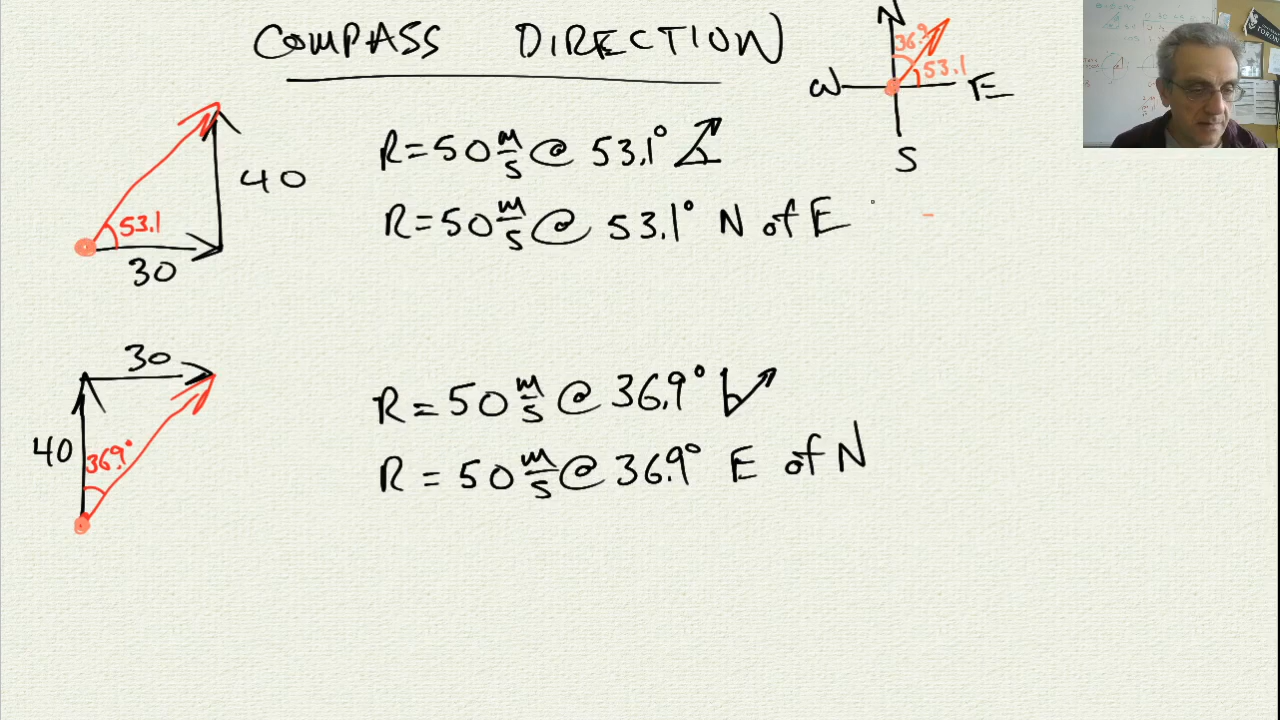 COMPASS DIRECTION
N
36.9
53.1
W
E
S
40
53.1
30
R = 50 m/s @ 53.1°
R = 50 m/s @ 53.1° N of E
30
40
36.9°
R = 50 m/s @ 36.9°
R = 50 m/s @ 36.9° E of N